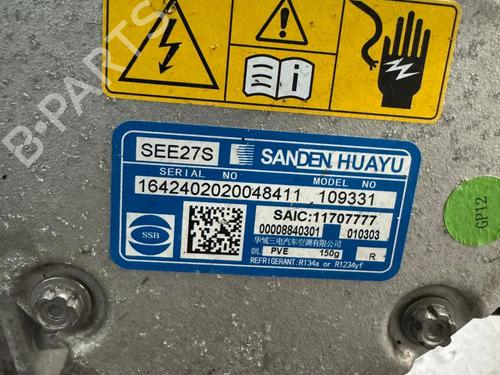 B-PARTS
SEE27S SANDEN HUAYU
SERIAL NO MODEL NO
1642402020048411 109331
SAIC:11707777
00008840301 010303
华域三电汽车空调有限公司
OIL PVE 150g R
REFRIGERANT:R134a or R1234yf
SSB
GP12